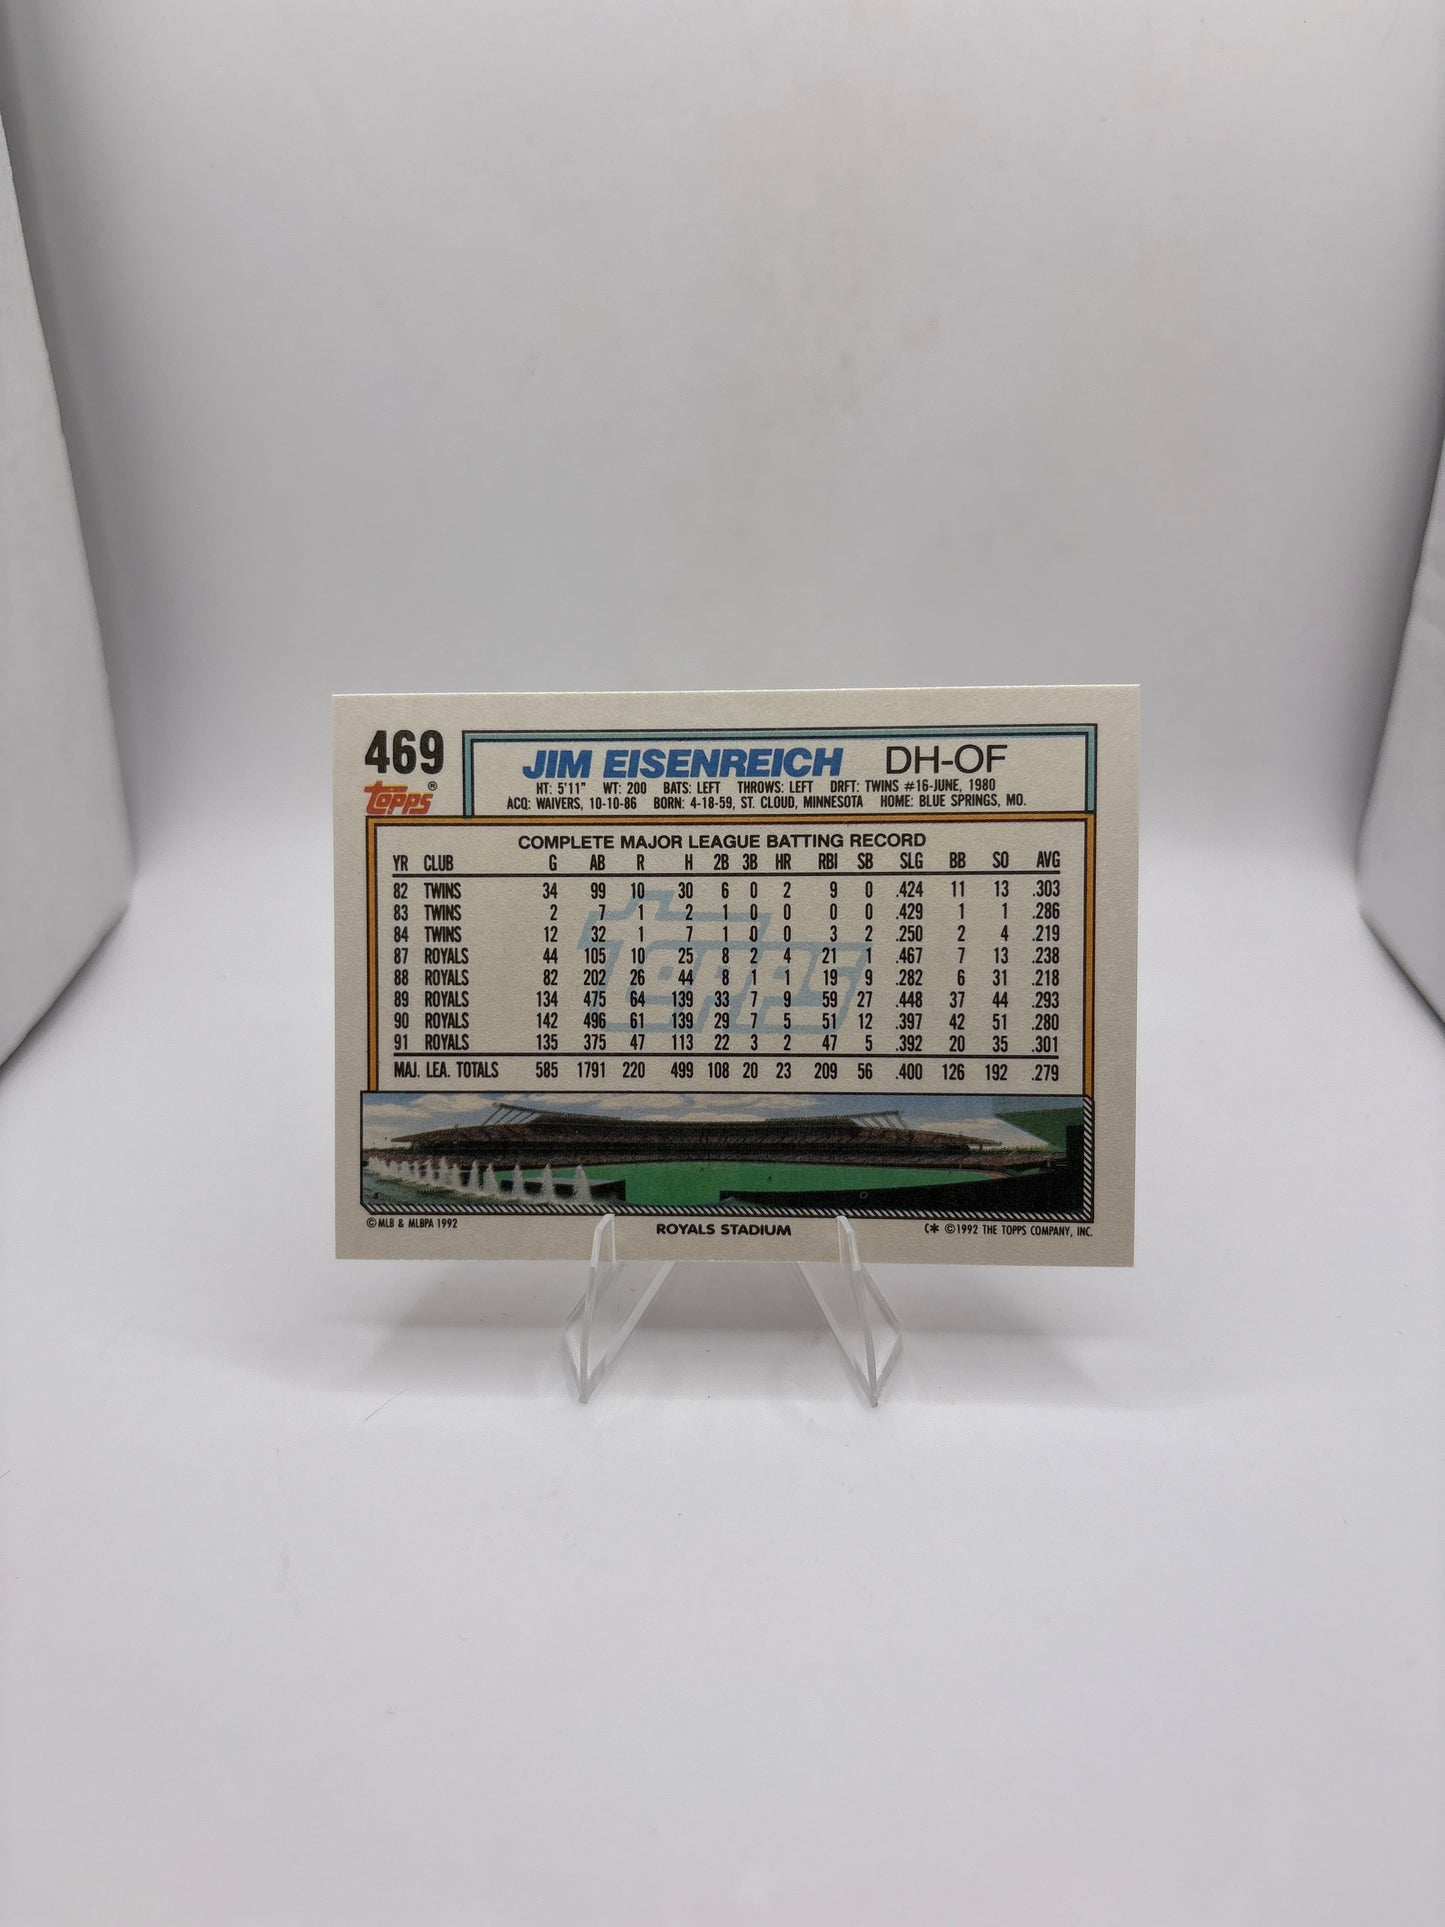 469 JIM EISENREICH DH-OF
topps®
HT: 5'11" WT: 200 BATS: LEFT THROWS: LEFT DRFT: TWINS #16-JUNE, 1980
ACQ: WAIVERS, 10-10-86 BORN: 4-18-59, ST. CLOUD, MINNESOTA HOME: BLUE SPRINGS, MO.
COMPLETE MAJOR LEAGUE BATTING RECORD
YR CLUB G AB R H 2B 3B HR RBI SB SLG BB SO AVG
82 TWINS 34 99 10 30 6 0 2 9 0 .424 11 13 .303
83 TWINS 2 7 1 2 1 0 0 0 0 .429 1 1 .286
84 TWINS 12 32 1 7 1 0 0 3 2 .250 2 4 .219
87 ROYALS 44 105 10 25 8 2 4 21 1 .467 7 13 .238
88 ROYALS 82 202 26 44 8 1 1 19 9 .282 6 31 .218
89 ROYALS 134 475 64 139 33 7 9 59 27 .448 37 44 .293
90 ROYALS 142 496 61 139 29 7 5 51 12 .397 42 51 .280
91 ROYALS 135 375 47 113 22 3 2 47 5 .392 20 35 .301
MAJ. LEA. TOTALS 585 1791 220 499 108 20 23 209 56 .400 126 192 .279
topps
©MLB & MLBPA 1992 ROYALS STADIUM (✱ ©1992 THE TOPPS COMPANY, INC.